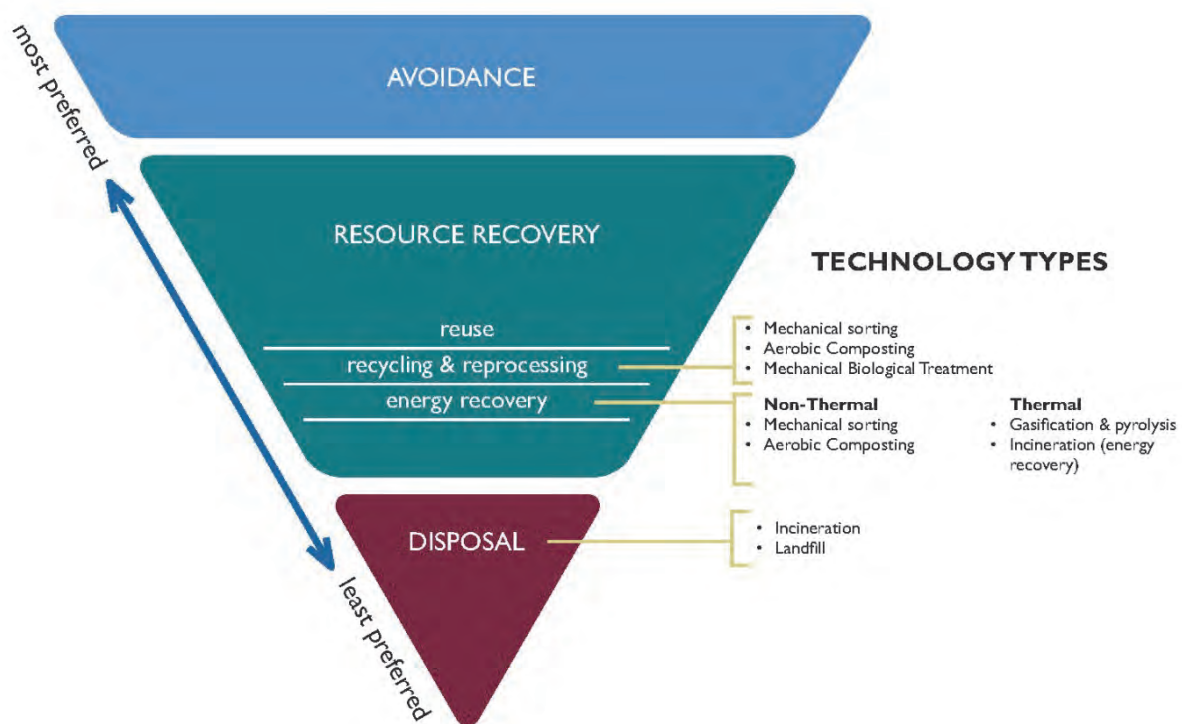 most preferred
AVOIDANCE
RESOURCE RECOVERY
reuse
recycling & reprocessing
energy recovery
DISPOSAL
least preferred
TECHNOLOGY TYPES
• Mechanical sorting
• Aerobic Composting
• Mechanical Biological Treatment
Non-Thermal
• Mechanical sorting
• Aerobic Composting
Thermal
• Gasification & pyrolysis
• Incineration (energy
recovery)
• Incineration
• Landfill